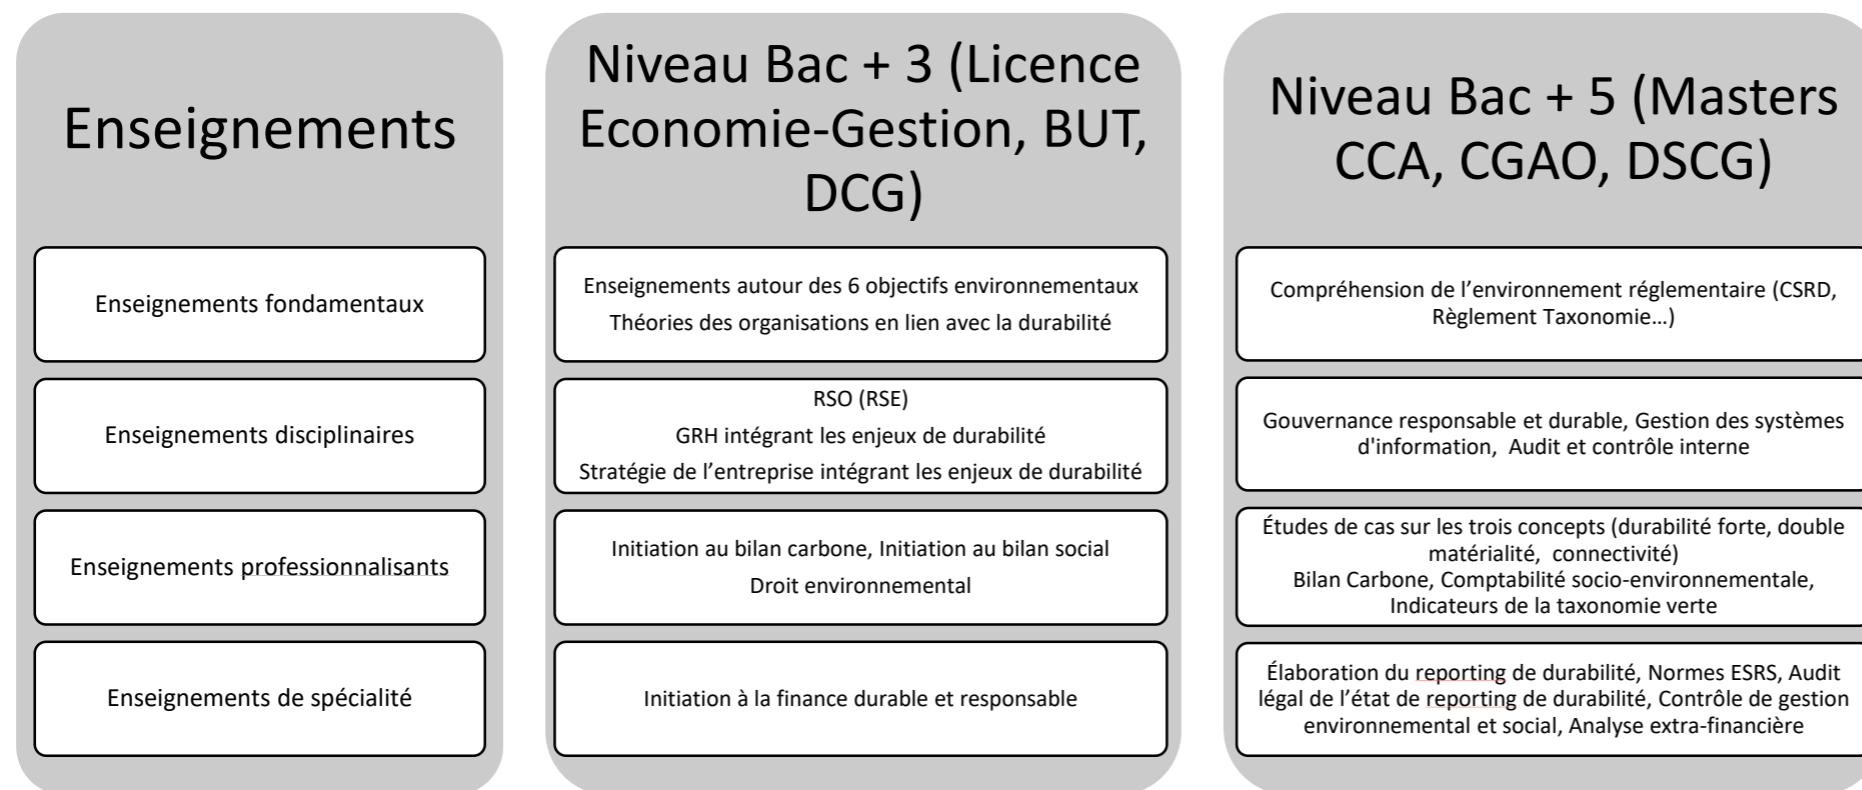 Enseignements
Enseignements fondamentaux
Enseignements disciplinaires
Enseignements professionnalisants
Enseignements de spécialité
Niveau Bac + 3 (Licence
Economie-Gestion, BUT,
DCG)
Enseignements autour des 6 objectifs environnementaux
Théories des organisations en lien avec la durabilité
RSO (RSE)
GRH intégrant les enjeux de durabilité
Stratégie de l’entreprise intégrant les enjeux de durabilité
Initiation au bilan carbone, Initiation au bilan social
Droit environnemental
Initiation à la finance durable et responsable
Niveau Bac + 5 (Masters
CCA, CGAO, DSCG)
Compréhension de l’environnement réglementaire (CSRD,
Règlement Taxonomie…)
Gouvernance responsable et durable, Gestion des systèmes
d'information, Audit et contrôle interne
Études de cas sur les trois concepts (durabilité forte, double
matérialité, connectivité)
Bilan Carbone, Comptabilité socio-environnementale,
Indicateurs de la taxonomie verte
Élaboration du reporting de durabilité, Normes ESRS, Audit
légal de l’état de reporting de durabilité, Contrôle de gestion
environnemental et social, Analyse extra-financière